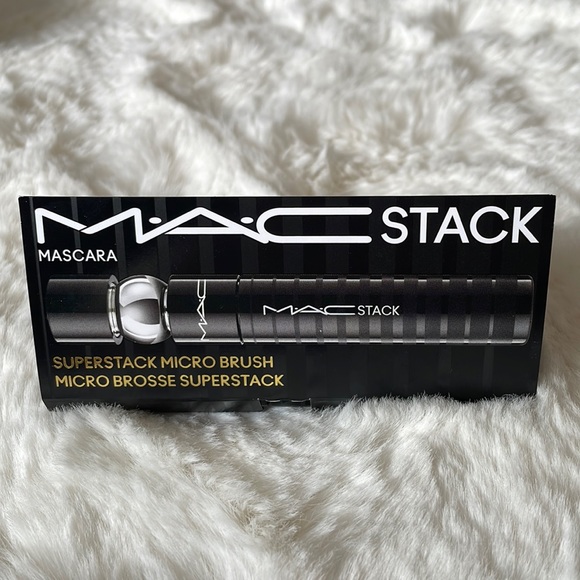 M·A·C STACK
MASCARA
M·A·C
M·A·C STACK
SUPERSTACK MICRO BRUSH
MICRO BROSSE SUPERSTACK